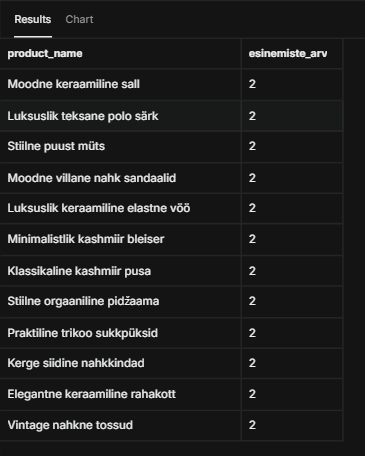 Results Chart
product_name esinemiste_arv
Moodne keraamiline sall 2
Luksuslik teksane polo särk 2
Stiilne puust müts 2
Moodne villane nahk sandaalid 2
Luksuslik keraamiline elastne vöö 2
Minimalistlik kashmiir bleiser 2
Klassikaline kashmiir pusa 2
Stiilne orgaaniline pidžaama 2
Praktiline trikoo sukkpüksid 2
Kerge siidine nahkkindad 2
Elegantne keraamiline rahakott 2
Vintage nahkne tossud 2